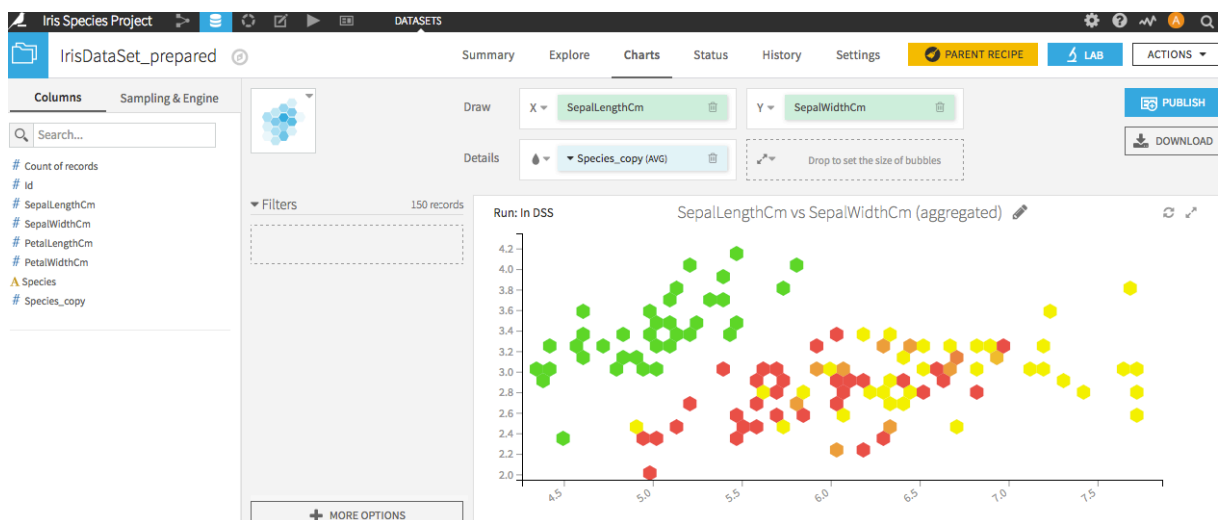 Iris Species Project DATASETS A
IrisDataSet_prepared Summary Explore Charts Status History Settings PARENT RECIPE LAB ACTIONS
Columns Sampling & Engine
Search...
# Count of records
# Id
# SepalLengthCm
# SepalWidthCm
# PetalLengthCm
# PetalWidthCm
A Species
# Species_copy
Draw X SepalLengthCm Y SepalWidthCm
Details Species_copy (AVG) Drop to set the size of bubbles
PUBLISH
DOWNLOAD
Filters 150 records
MORE OPTIONS
Run: In DSS SepalLengthCm vs SepalWidthCm (aggregated)
4.2
4.0
3.8
3.6
3.4
3.2
3.0
2.8
2.6
2.4
2.2
2.0
4.5 5.0 5.5 6.0 6.5 7.0 7.5